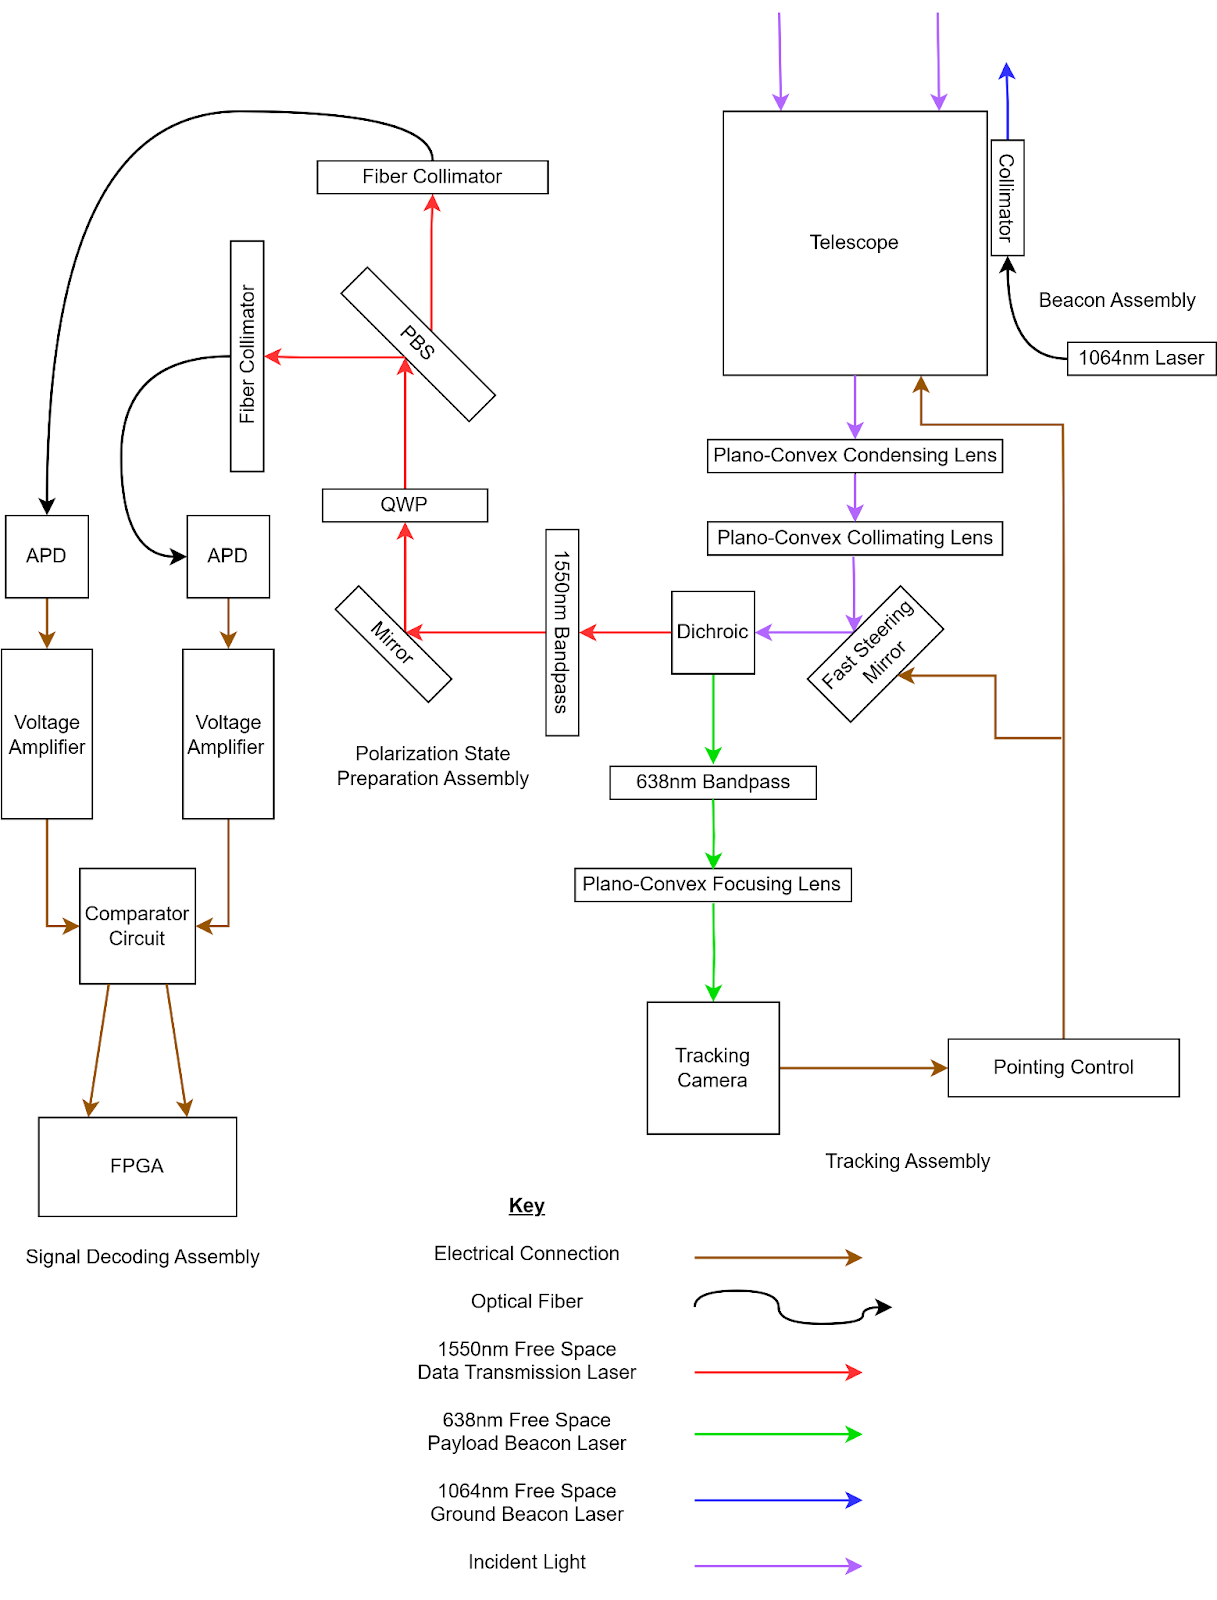 Fiber Collimator
Telescope
Collimator
Beacon Assembly
1064nm Laser
Fiber Collimator
PBS
Plano-Convex Condensing Lens
QWP
Plano-Convex Collimating Lens
APD
APD
1550nm Bandpass
Mirror
Dichroic
Fast Steering
Mirror
Voltage
Amplifier
Voltage
Amplifier
Polarization State
Preparation Assembly
638nm Bandpass
Plano-Convex Focusing Lens
Comparator
Circuit
Tracking
Camera
Pointing Control
FPGA
Tracking Assembly
Signal Decoding Assembly
Key
Electrical Connection
Optical Fiber
1550nm Free Space
Data Transmission Laser
638nm Free Space
Payload Beacon Laser
1064nm Free Space
Ground Beacon Laser
Incident Light